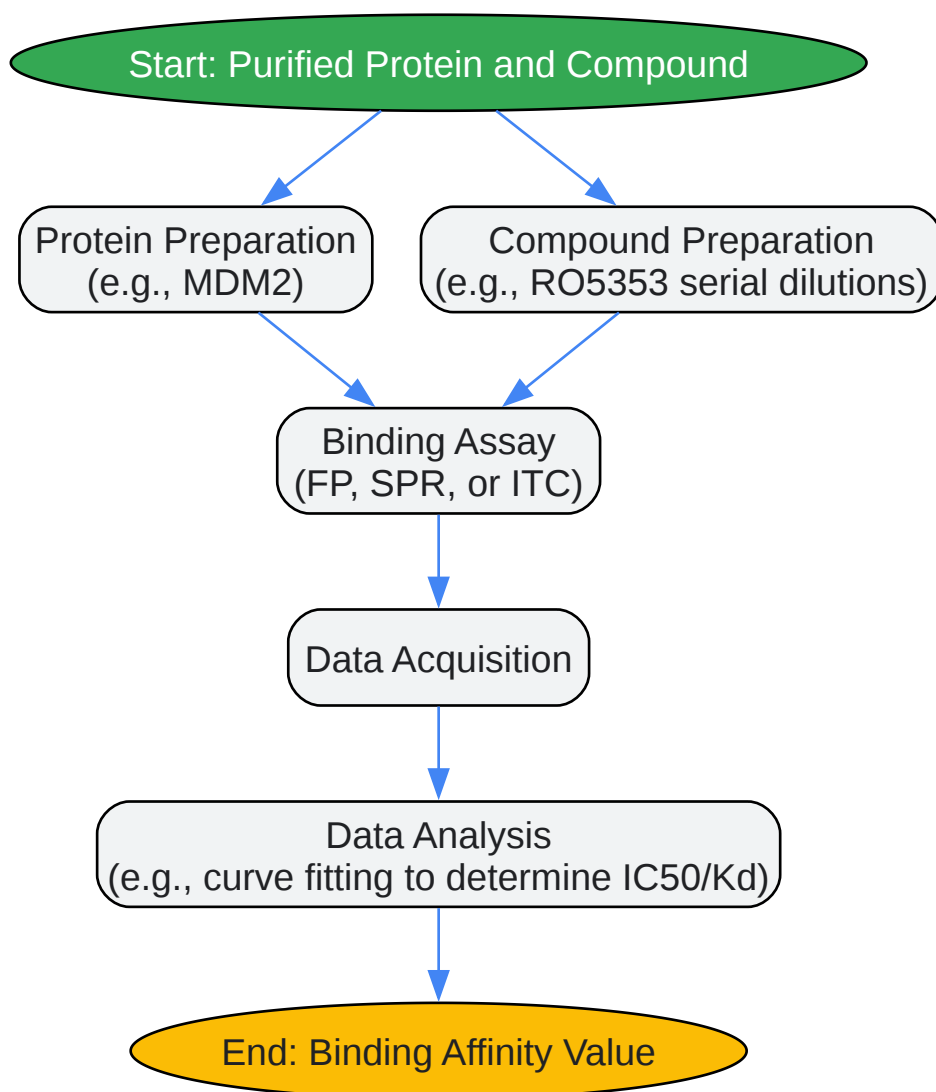 Start: Purified Protein and Compound
Protein Preparation
(e.g., MDM2)
Compound Preparation
(e.g., RO5353 serial dilutions)
Binding Assay
(FP, SPR, or ITC)
Data Acquisition
Data Analysis
(e.g., curve fitting to determine IC50/Kd)
End: Binding Affinity Value